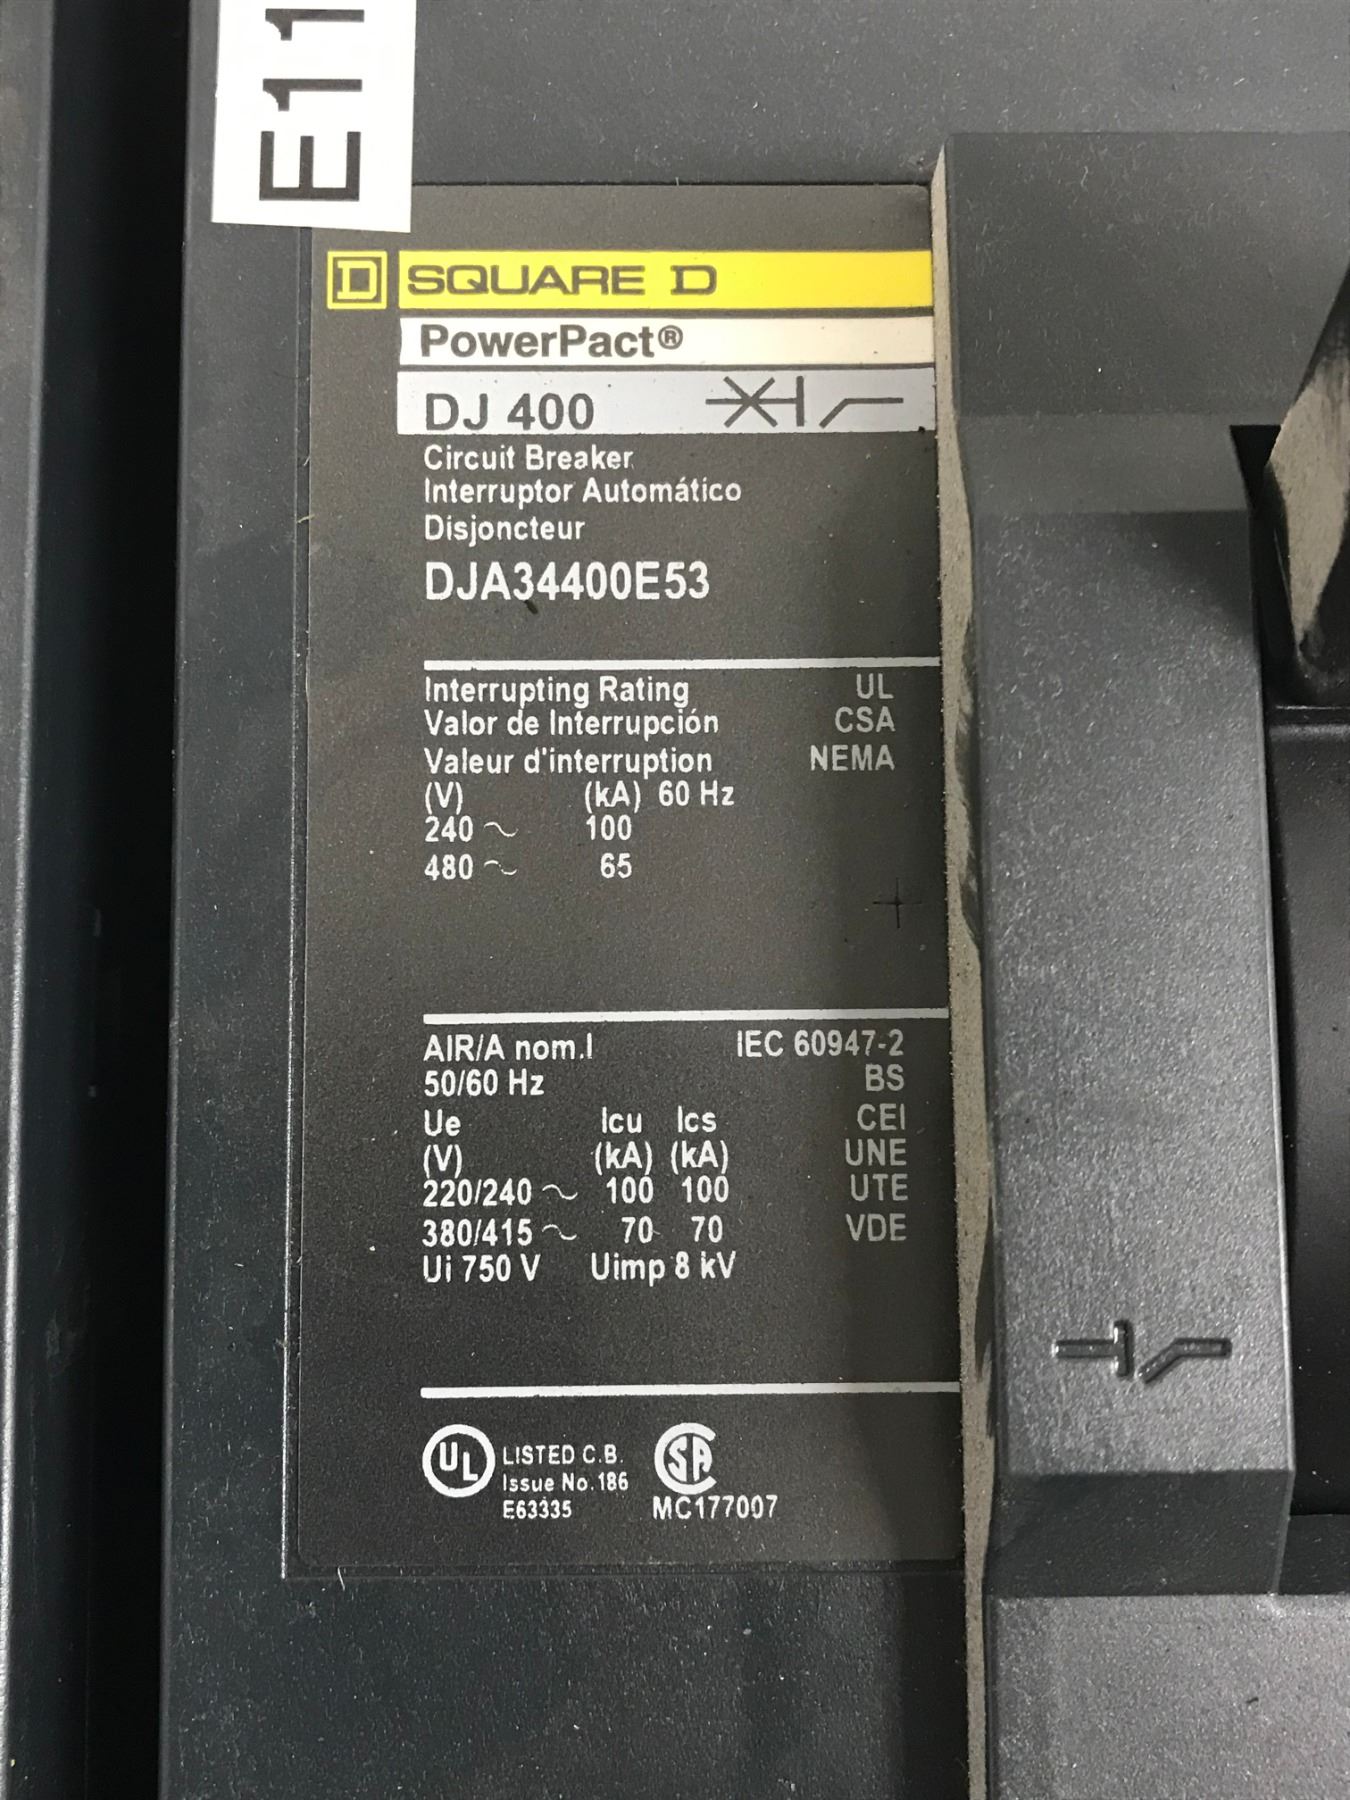 E11
SQUARE D
PowerPact®
DJ 400
Circuit Breaker
Interruptor Automático
Disjoncteur
DJA34400E53
Interrupting Rating UL
Valor de Interrupción CSA
Valeur d'interruption NEMA
(V) (kA) 60 Hz
240 ~ 100
480 ~ 65
AIR/A nom.I IEC 60947-2
50/60 Hz BS
Ue Icu Ics CEI
(V) (kA) (kA) UNE
220/240 ~ 100 100 UTE
380/415 ~ 70 70 VDE
Ui 750 V Uimp 8 kV
UL LISTED C.B. SA
Issue No. 186
E63335 MC177007